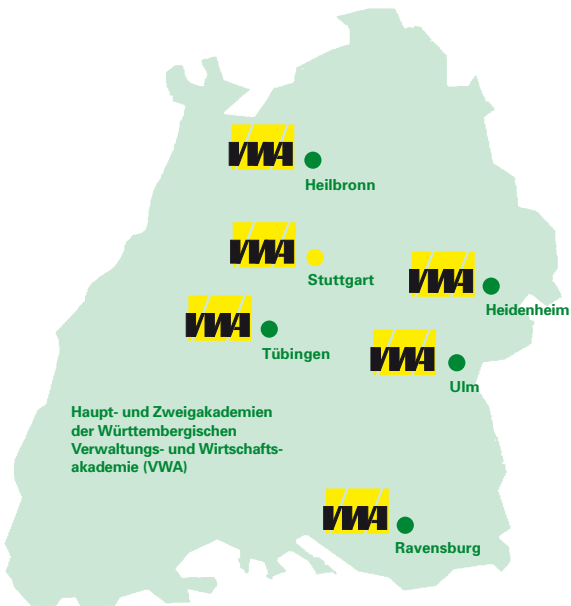 VWA
Heilbronn
VWA
Stuttgart
VWA
Heidenheim
VWA
Tübingen
VWA
Ulm
Haupt- und Zweigakademien
der Württembergischen
Verwaltungs- und Wirtschafts-
akademie (VWA)
VWA
Ravensburg